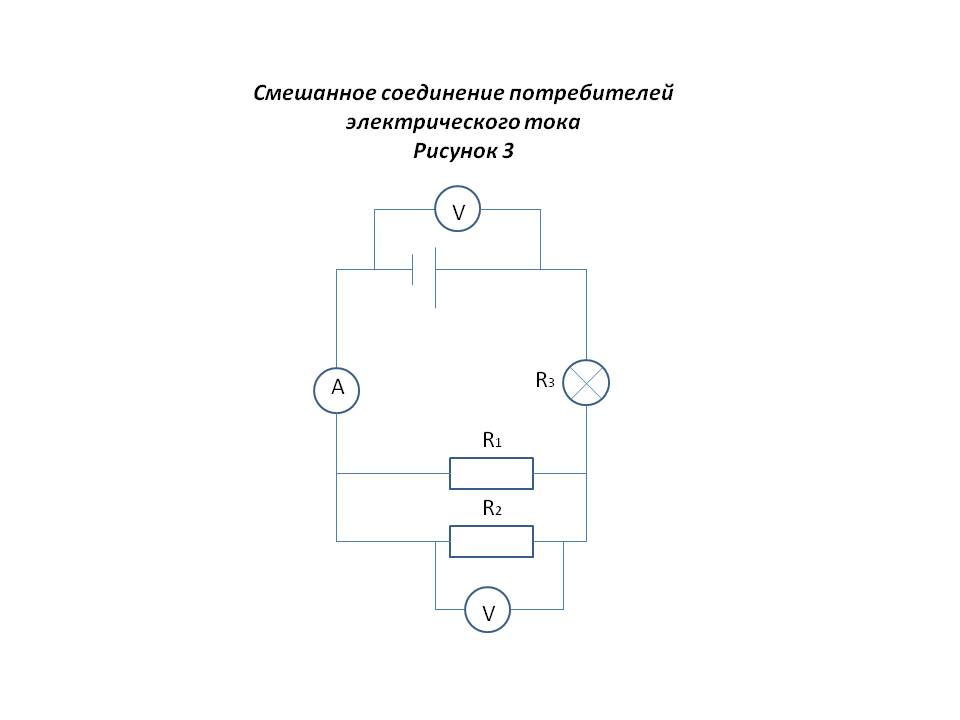 Смешанное соединение потребителей
электрического тока
Рисунок 3
V
A
R3
R1
R2
V